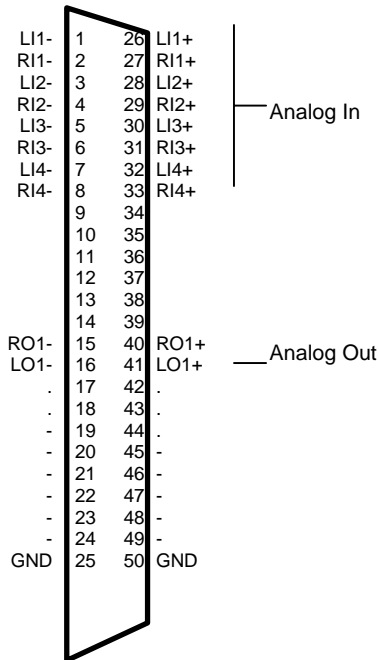 LI1- 1 26 LI1+
RI1- 2 27 RI1+
LI2- 3 28 LI2+
RI2- 4 29 RI2+
Analog In
LI3- 5 30 LI3+
RI3- 6 31 RI3+
LI4- 7 32 LI4+
RI4- 8 33 RI4+
9 34
10 35
11 36
12 37
13 38
14 39
RO1- 15 40 RO1+
Analog Out
LO1- 16 41 LO1+
. 17 42 .
. 18 43 .
- 19 44 .
- 20 45 -
- 21 46 -
- 22 47 -
- 23 48 -
- 24 49 -
GND 25 50 GND